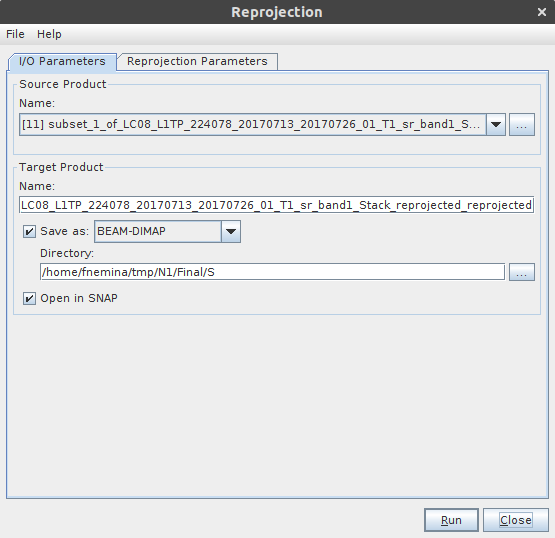 Reprojection
File Help
I/O Parameters Reprojection Parameters
Source Product
Name:
[11] subset_1_of_LC08_L1TP_224078_20170713_20170726_01_T1_sr_band1_S...
...
Target Product
Name:
LC08_L1TP_224078_20170713_20170726_01_T1_sr_band1_Stack_reprojected_reprojected
Save as: BEAM-DIMAP
Directory:
/home/fnemina/tmp/N1/Final/S
...
Open in SNAP
Run Close